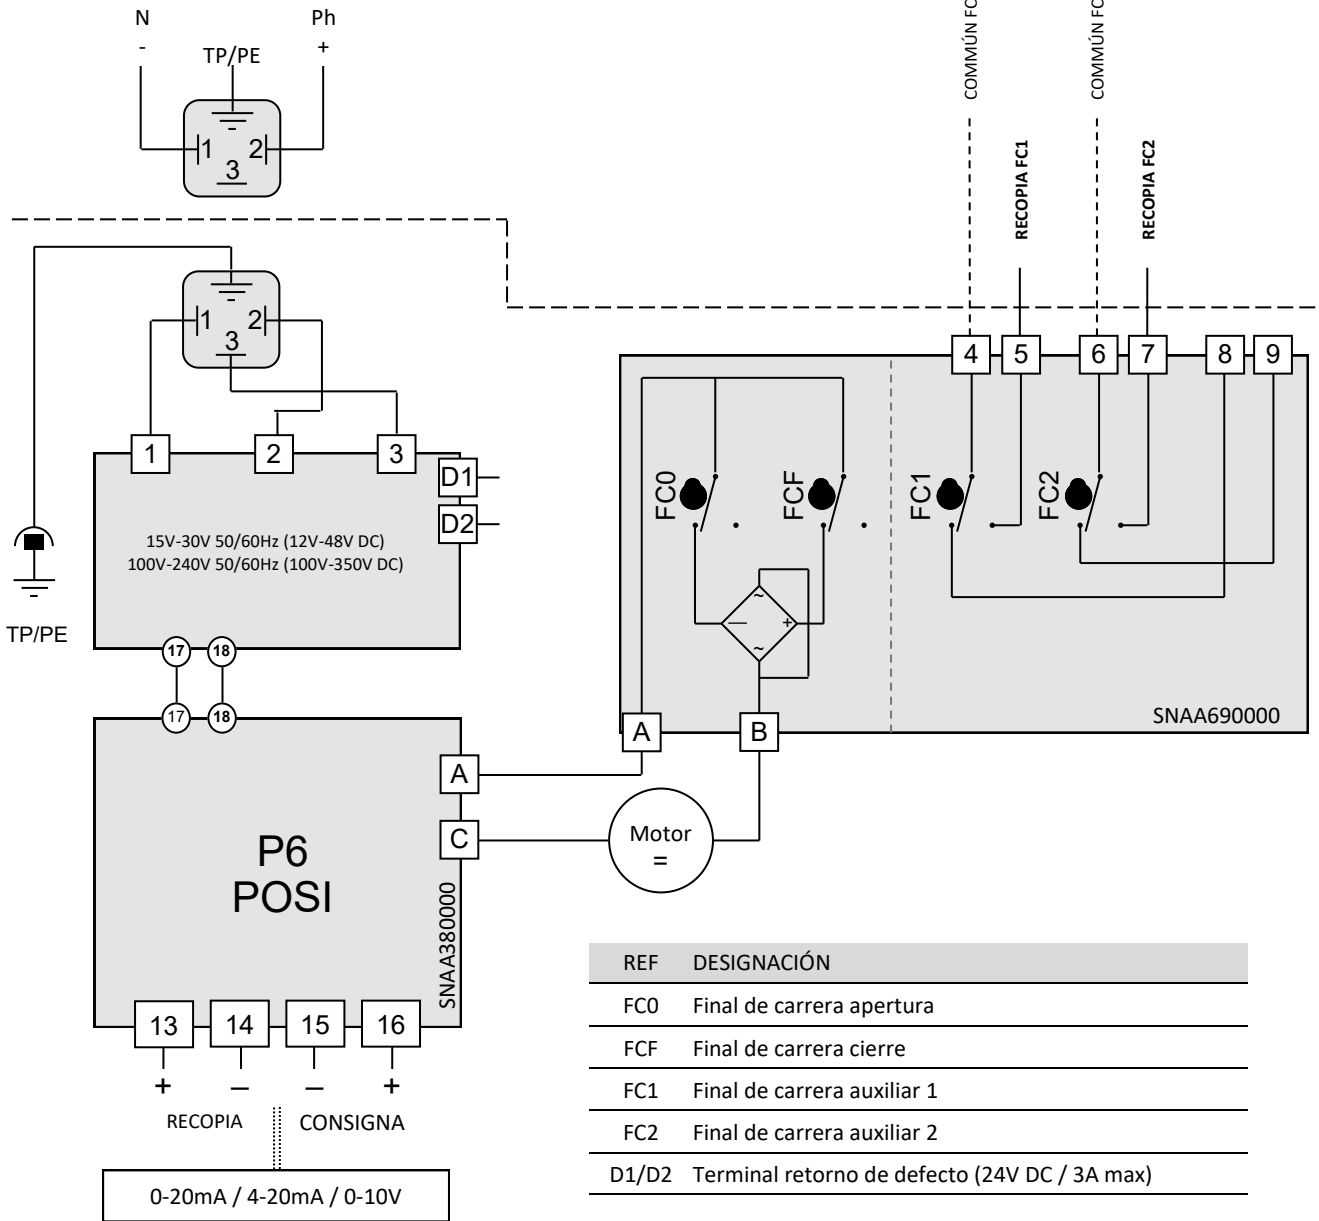 N
Ph
-
+
TP/PE
1
2
3
COMMÚN FC
COMMÚN FC
RECOPIA FC1
RECOPIA FC2
1
2
3
1
2
3
D1
D2
15V-30V 50/60Hz (12V-48V DC)
100V-240V 50/60Hz (100V-350V DC)
TP/PE
17
18
17
18
4
5
6
7
8
9
FC0
FCF
FC1
FC2
~
—
+
~
SNAA690000
A
B
A
C
Motor
=
P6
POSI
SNAA380000
13
14
15
16
+
–
–
+
RECOPIA
CONSIGNA
0-20mA / 4-20mA / 0-10V
REF DESIGNACIÓN
FC0 Final de carrera apertura
FCF Final de carrera cierre
FC1 Final de carrera auxiliar 1
FC2 Final de carrera auxiliar 2
D1/D2 Terminal retorno de defecto (24V DC / 3A max)